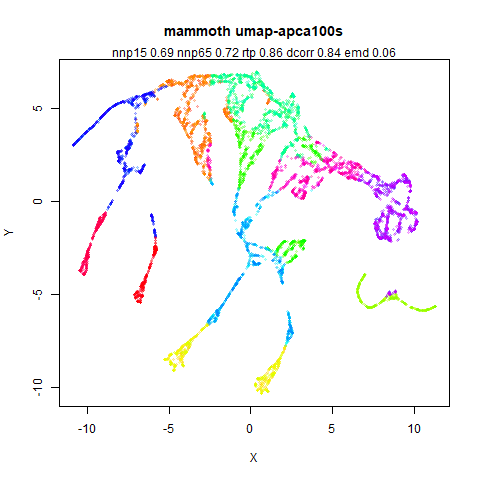 mammoth umap-apca100s
nnp15 0.69 nnp65 0.72 rtp 0.86 dcorr 0.84 emd 0.06
5
0
-5
-10
Y
-10 -5 0 5 10
X